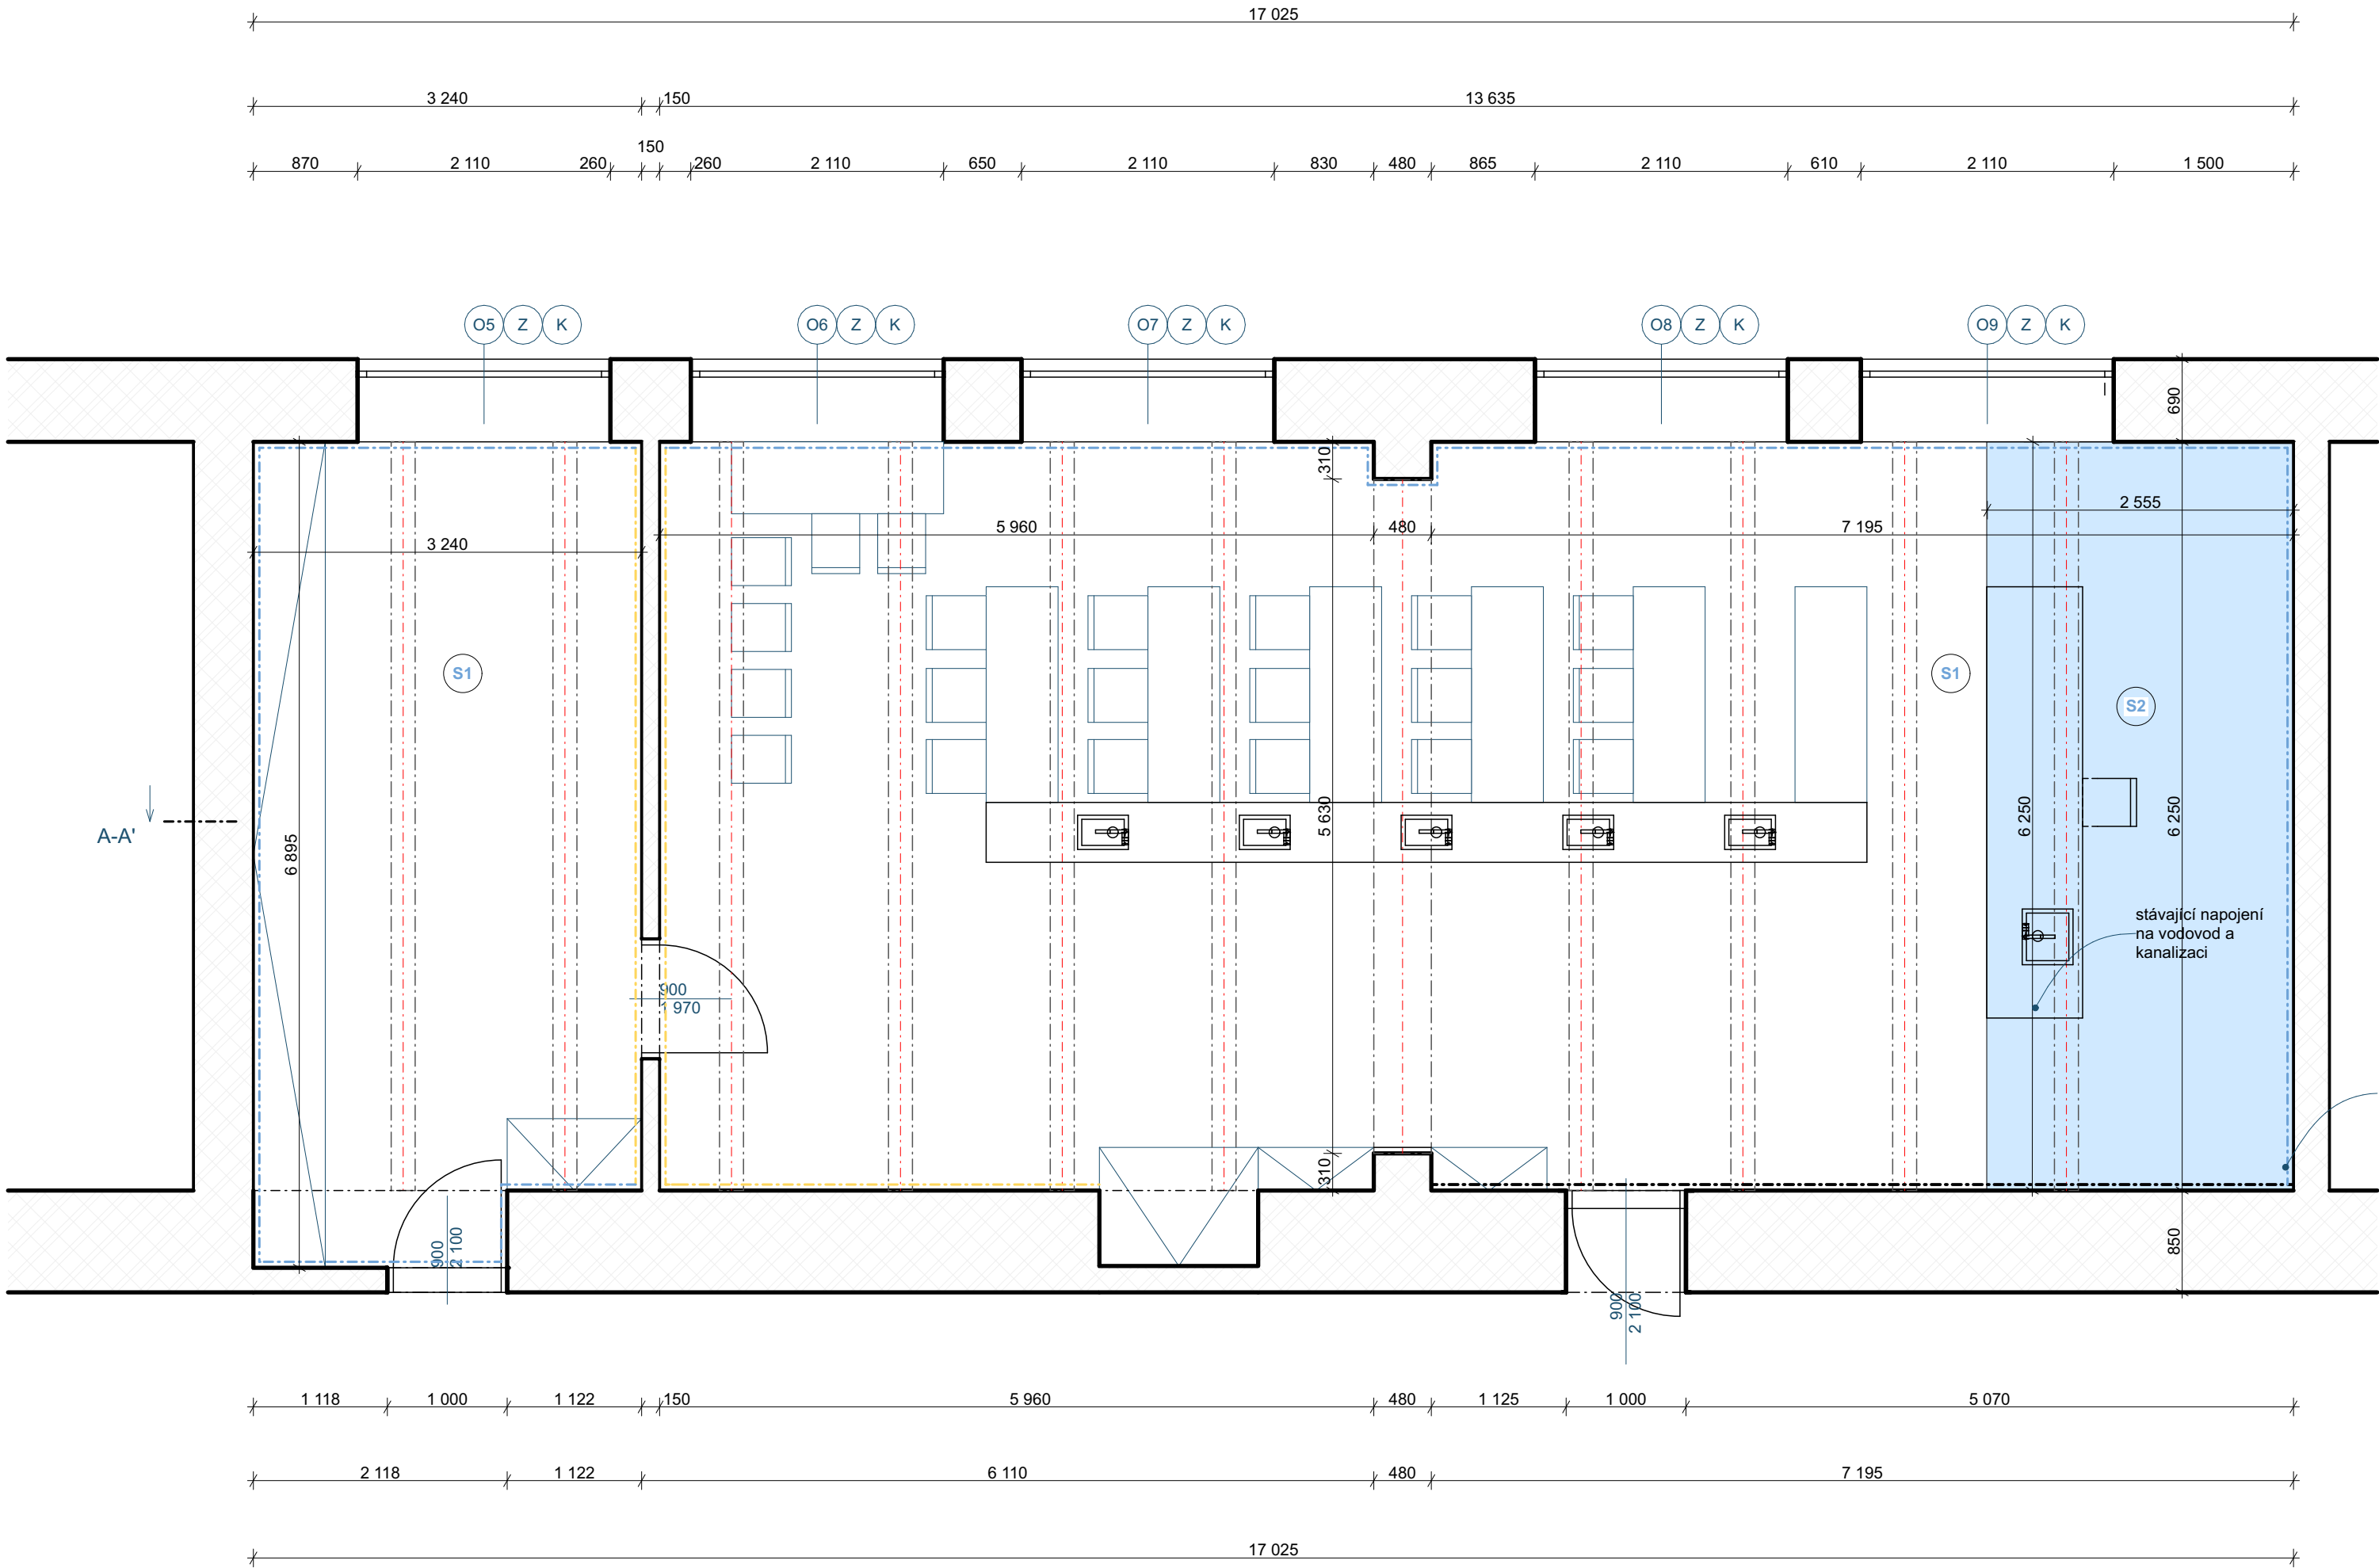 17 025
3 240 150 13 635
150
870 2 110 260 260 2 110 650 2 110 830 480 865 2 110 610 2 110 1 500
O5 Z K O6 Z K O7 Z K O8 Z K O9 Z K
690
310
2 555
5 960 480 7 195
3 240
S1 S1
S2
A-A'
6 895 5 630 6 250 6 250
stávající napojení
na vodovod a
kanalizaci
900
1 970
310
900
2 100
850
900
2 100
1 118 1 000 1 122 150 5 960 480 1 125 1 000 5 070
2 118 1 122 6 110 480 7 195
17 025